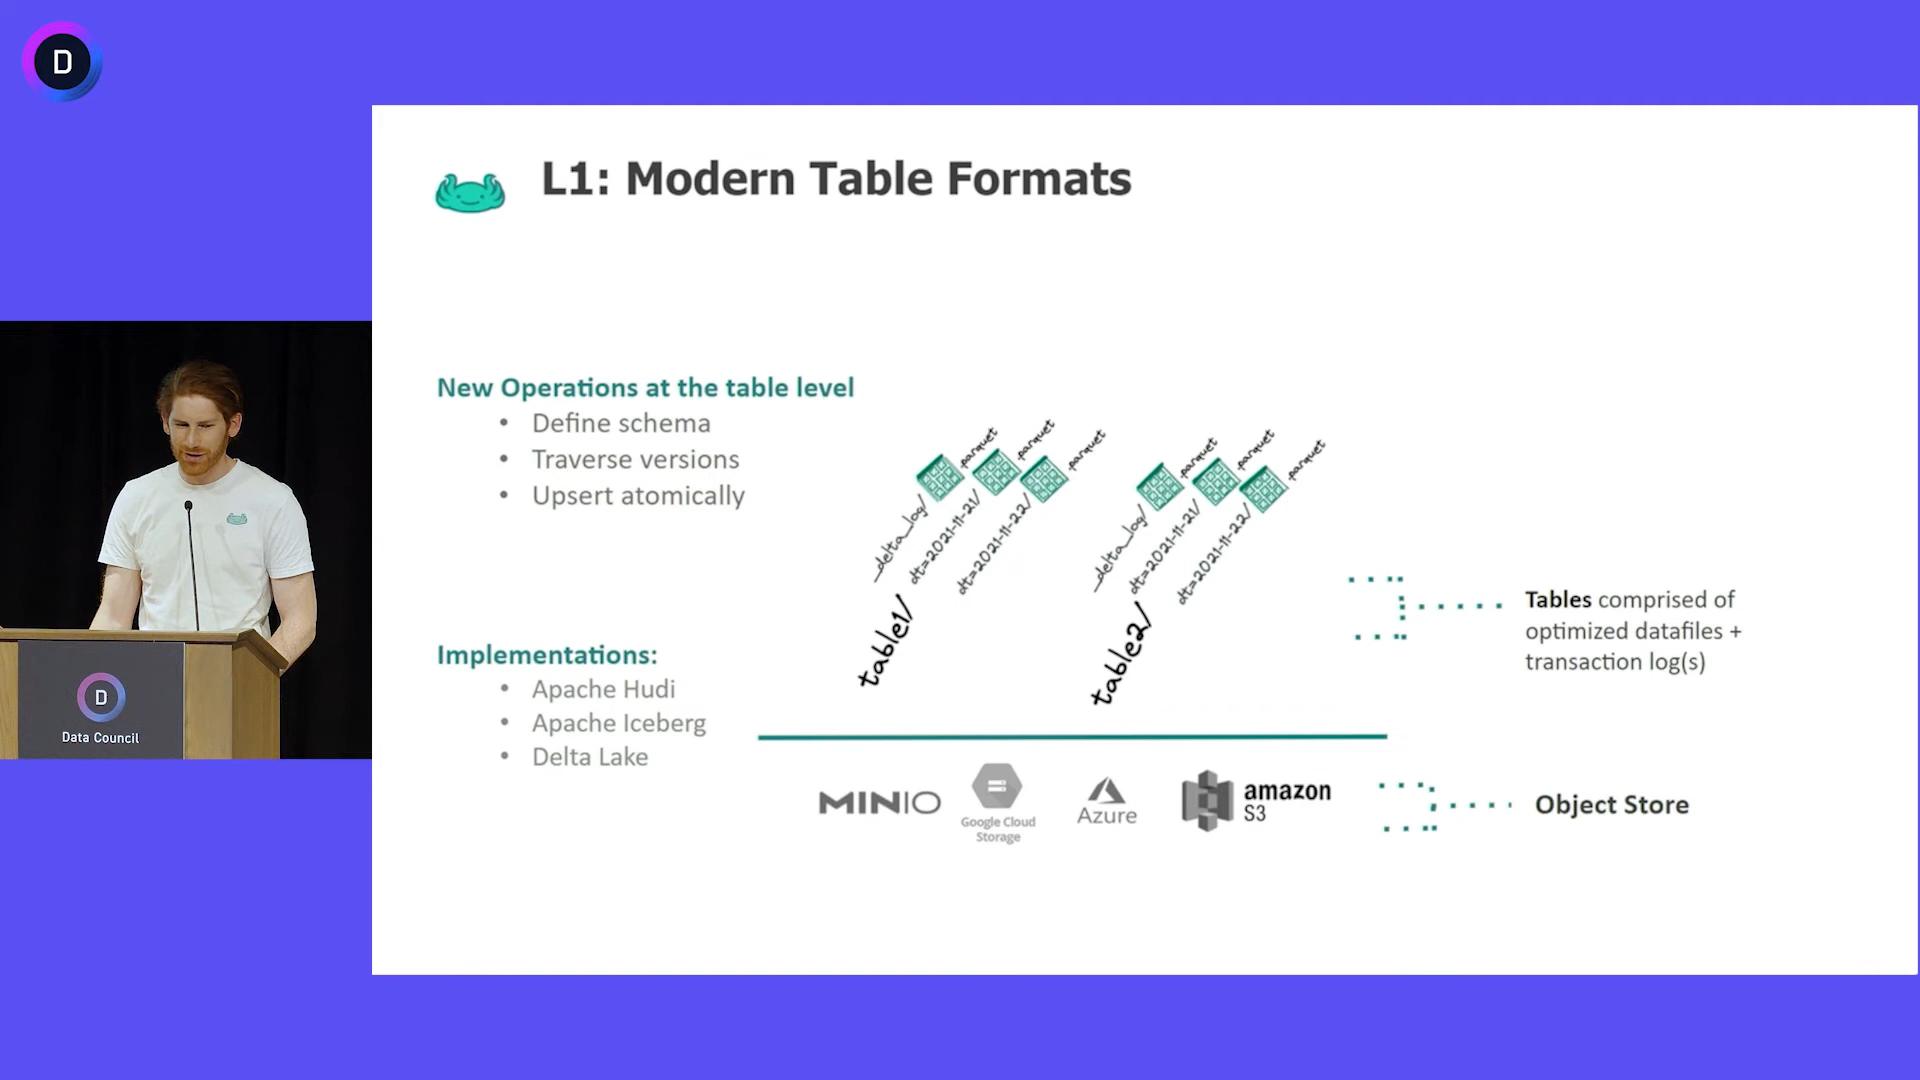 D
L1: Modern Table Formats
New Operations at the table level
• Define schema
• Traverse versions
• Upsert atomically
Implementations:
• Apache Hudi
• Apache Iceberg
• Delta Lake
.parquet
.parquet
.parquet
_delta_log/
dt=2021-11-21/
dt=2021-11-22/
table1/
.parquet
.parquet
.parquet
_delta_log/
dt=2021-11-21/
dt=2021-11-22/
table2/
Tables comprised of
optimized datafiles +
transaction log(s)
MINIO
Google Cloud
Storage
Azure
amazon
S3
Object Store
D
Data Council